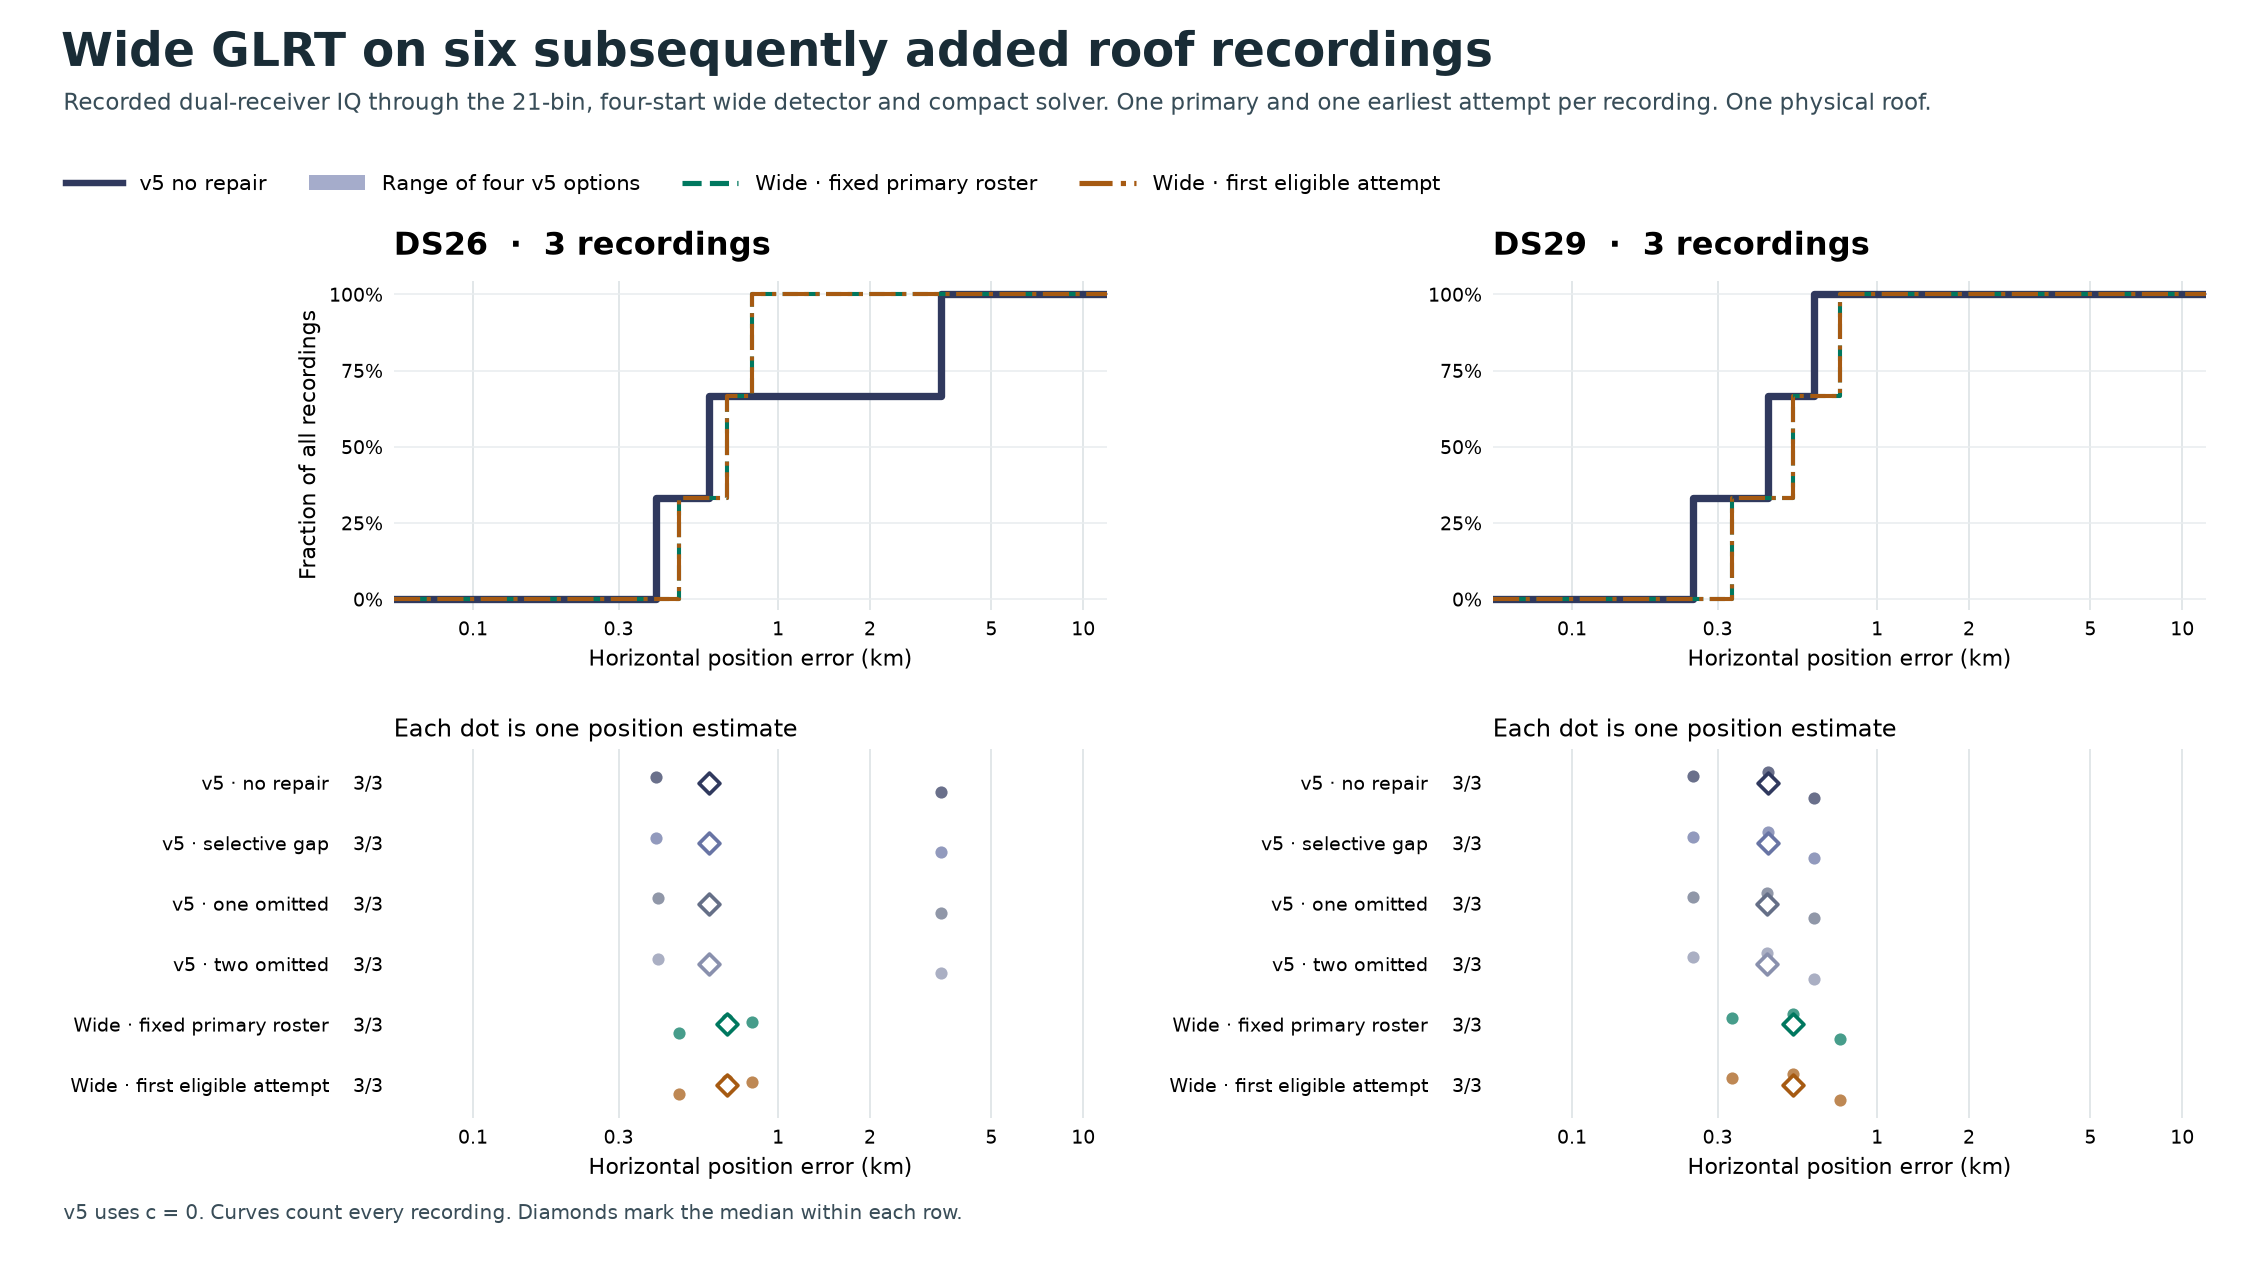 Wide GLRT on six subsequently added roof recordings
Recorded dual-receiver IQ through the 21-bin, four-start wide detector and compact solver. One primary and one earliest attempt per recording. One physical roof.
v5 no repair
Range of four v5 options
Wide · fixed primary roster
Wide · first eligible attempt
DS26 · 3 recordings
Fraction of all recordings
100%
75%
50%
25%
0%
0.1 0.3 1 2 5 10
Horizontal position error (km)
DS29 · 3 recordings
100%
75%
50%
25%
0%
0.1 0.3 1 2 5 10
Horizontal position error (km)
Each dot is one position estimate
v5 · no repair 3/3
v5 · selective gap 3/3
v5 · one omitted 3/3
v5 · two omitted 3/3
Wide · fixed primary roster 3/3
Wide · first eligible attempt 3/3
0.1 0.3 1 2 5 10
Horizontal position error (km)
Each dot is one position estimate
v5 · no repair 3/3
v5 · selective gap 3/3
v5 · one omitted 3/3
v5 · two omitted 3/3
Wide · fixed primary roster 3/3
Wide · first eligible attempt 3/3
0.1 0.3 1 2 5 10
Horizontal position error (km)
v5 uses c = 0. Curves count every recording. Diamonds mark the median within each row.